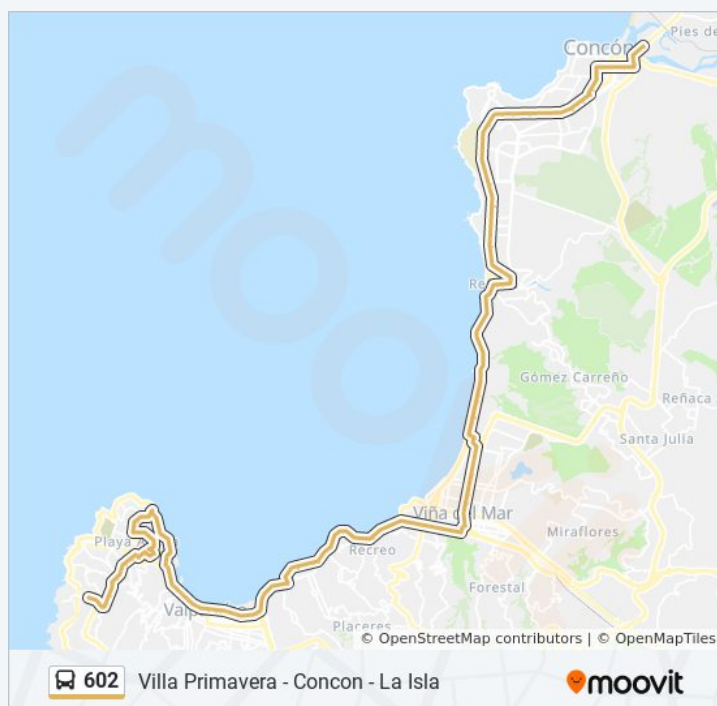 Concón
Pies de
Re
Gómez Carreño
Reñaca
Santa Julia
Viña del Mar
Miraflores
Playa A
Recreo
Forestal
Valp
Placeres
© OpenStreetMap contributors | © OpenMapTiles
602 Villa Primavera - Concon - La Isla
moovit